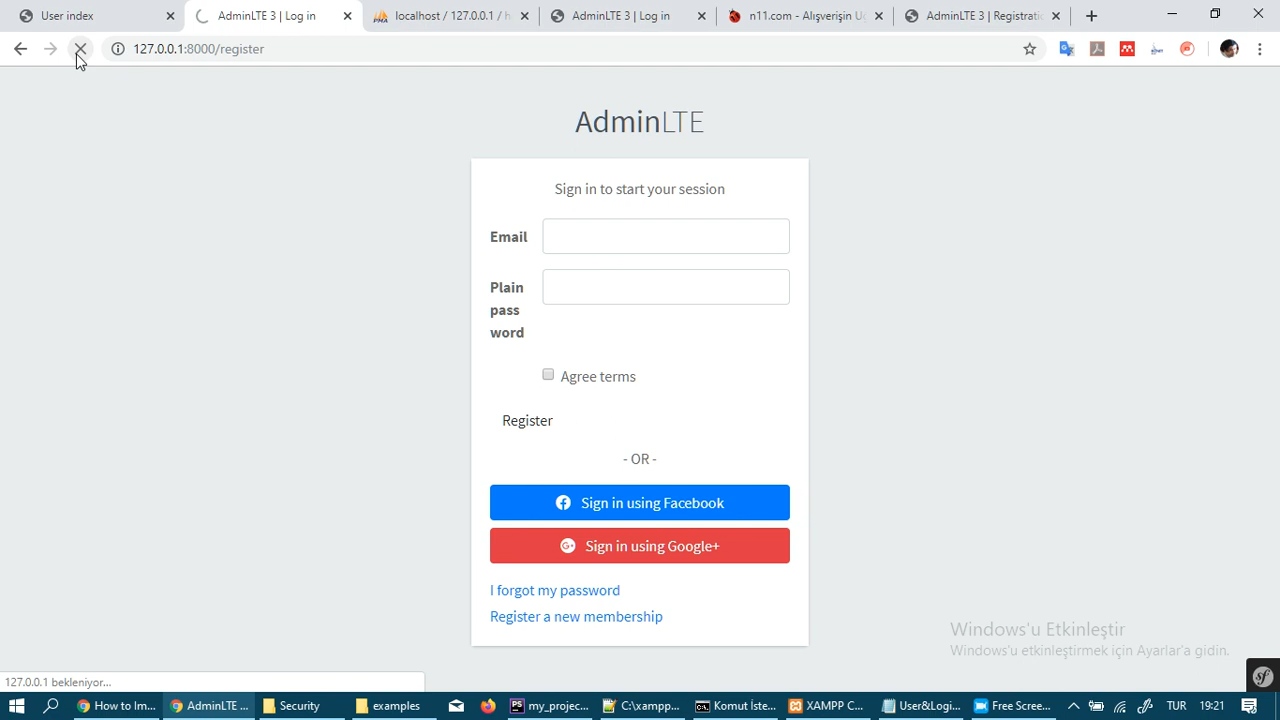 User index
AdminLTE 3 | Log in
localhost / 127.0.0.1 / h
AdminLTE 3 | Log in
n11.com - Alışverişin Uğ
AdminLTE 3 | Registratio
127.0.0.1:8000/register
AdminLTE
Sign in to start your session
Email
Plain
pass
word
Agree terms
Register
- OR -
Sign in using Facebook
Sign in using Google+
I forgot my password
Register a new membership
Windows'u Etkinleştir
Windows'u etkinleştirmek için Ayarlar'a gidin.
127.0.0.1 bekleniyor...
How to Im...
AdminLTE ...
Security
examples
my_projec...
C:\xampp...
Komut İste...
XAMPP C...
User&Logi...
Free Scree...
TUR
19:21